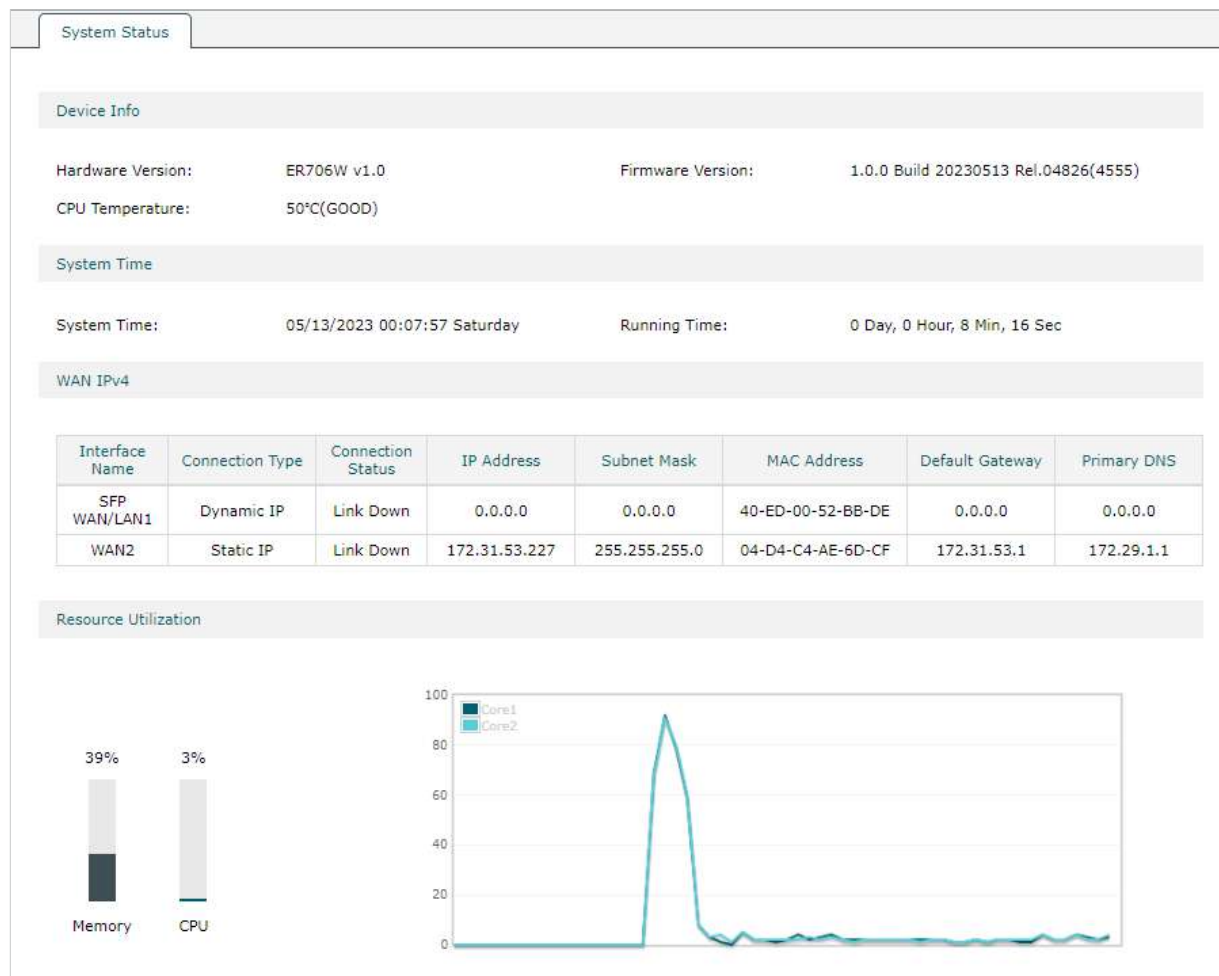 System Status
Device Info
Hardware Version: ER706W v1.0 Firmware Version: 1.0.0 Build 20230513 Rel.04826(4555)
CPU Temperature: 50°C(GOOD)
System Time
System Time: 05/13/2023 00:07:57 Saturday Running Time: 0 Day, 0 Hour, 8 Min, 16 Sec
WAN IPv4
Interface Name Connection Type Connection Status IP Address Subnet Mask MAC Address Default Gateway Primary DNS
SFP WAN/LAN1 Dynamic IP Link Down 0.0.0.0 0.0.0.0 40-ED-00-52-BB-DE 0.0.0.0 0.0.0.0
WAN2 Static IP Link Down 172.31.53.227 255.255.255.0 04-D4-C4-AE-6D-CF 172.31.53.1 172.29.1.1
Resource Utilization
39% 3%
Memory CPU
100
80
60
40
20
0
Core1
Core2